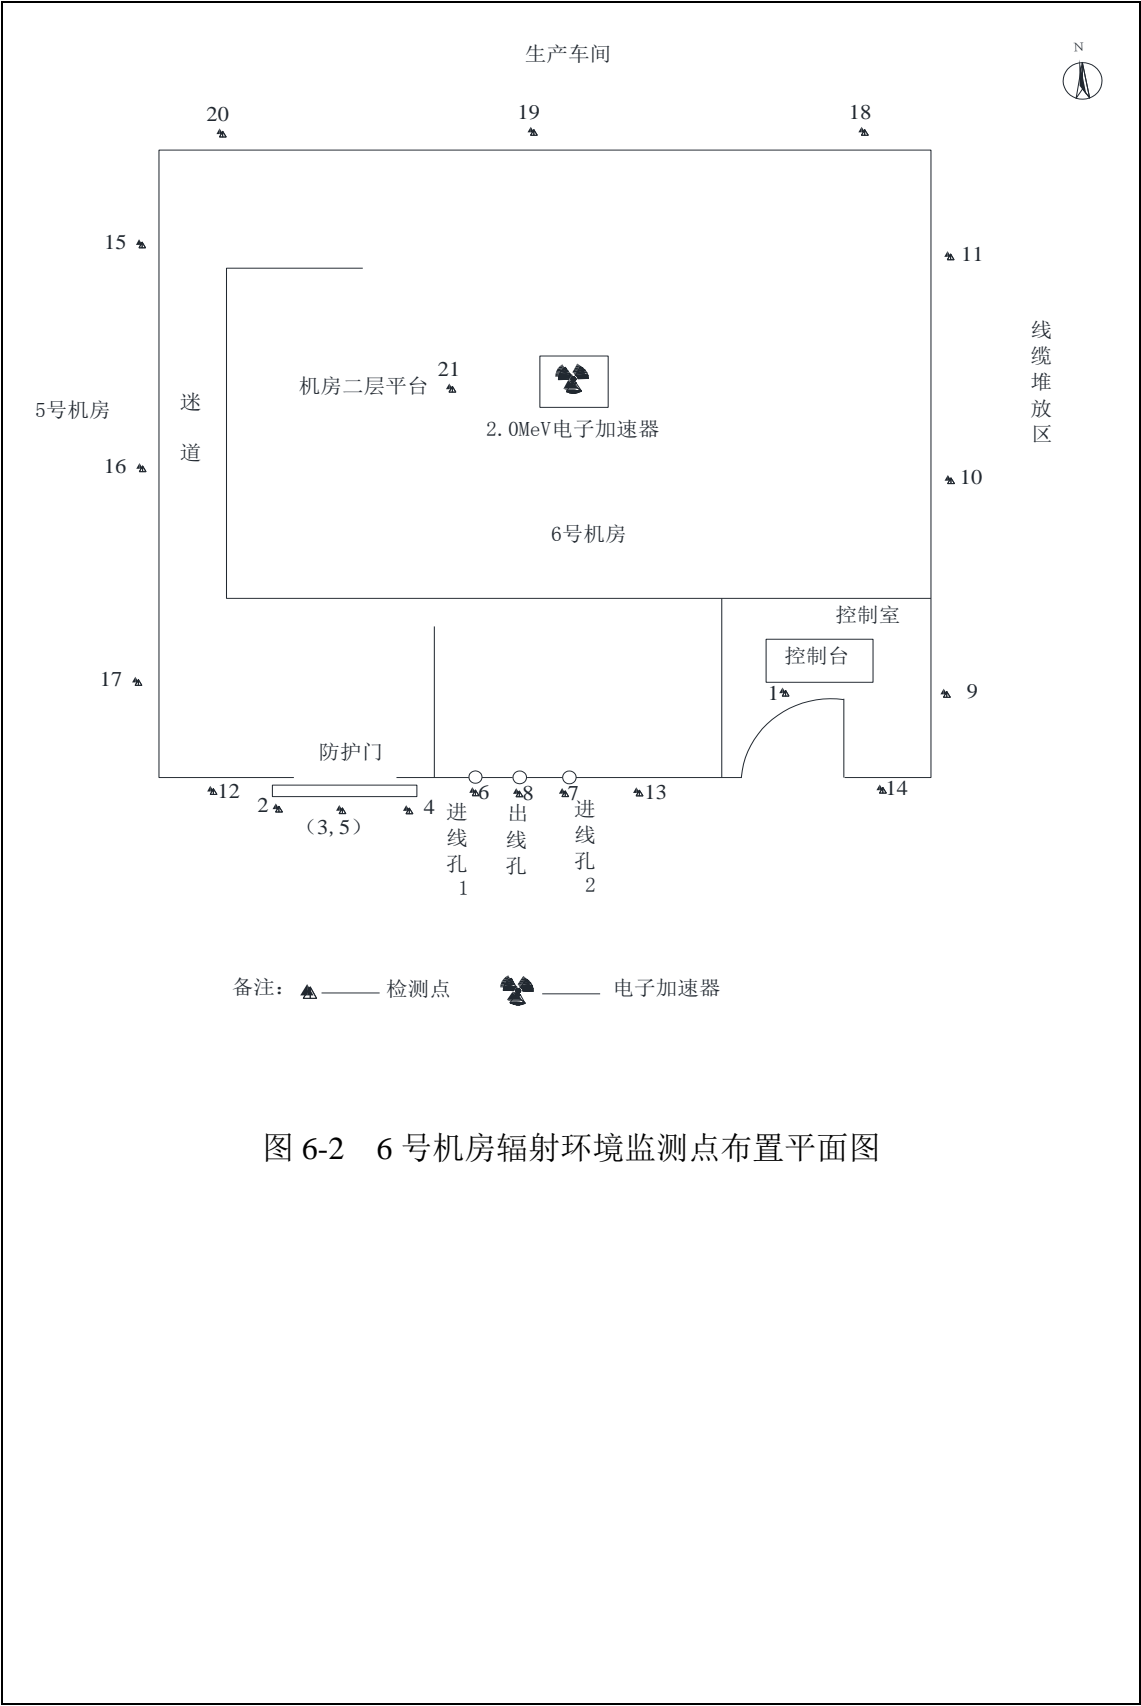 生产车间
N
20
19
18
15
11
线缆堆放区
机房二层平台
21
5号机房
迷道
2.0MeV电子加速器
16
10
6号机房
控制室
控制台
17
1
9
防护门
12
2
（3,5）
4
6
8
7
13
14
进线孔1
出线孔
进线孔2
备注：
检测点
电子加速器
图 6-2 6 号机房辐射环境监测点布置平面图